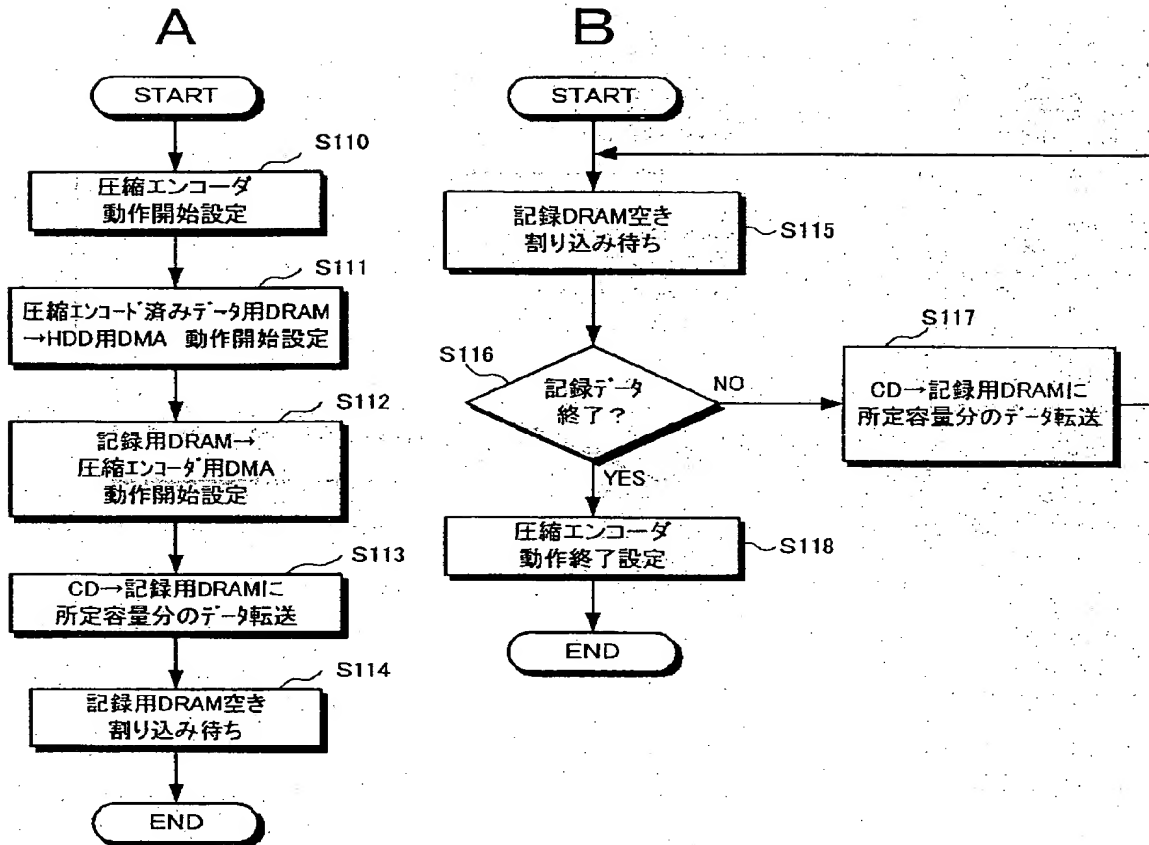 A
START
S110
圧縮エンコーダ
動作開始設定
S111
圧縮エンコード済みデータ用DRAM
→HDD用DMA 動作開始設定
S112
記録用DRAM→
圧縮エンコーダ用DMA
動作開始設定
S113
CD→記録用DRAMに
所定容量分のデータ転送
S114
記録用DRAM空き
割り込み待ち
END
B
START
記録DRAM空き
割り込み待ち
S115
S116
記録データ
終了?
NO
YES
S117
CD→記録用DRAMに
所定容量分のデータ転送
圧縮エンコーダ
動作終了設定
S118
END